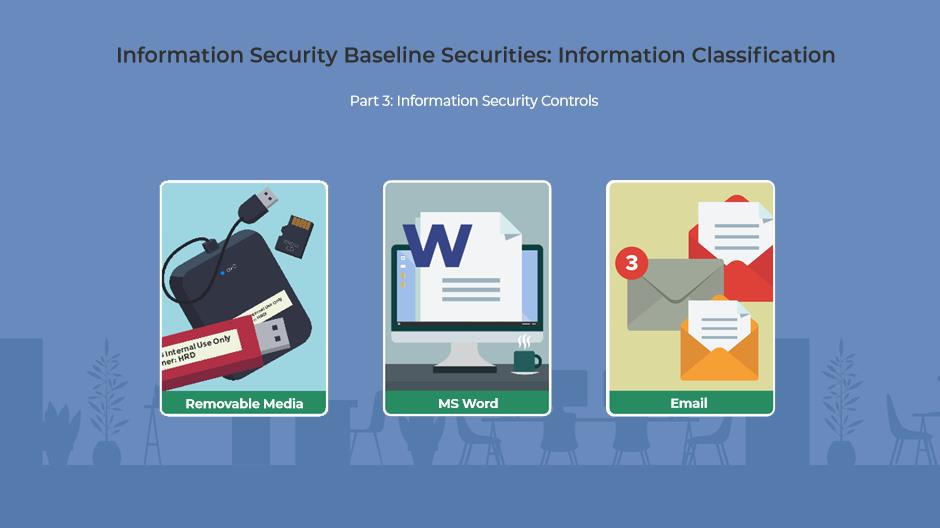 Information Security Baseline Securities: Information Classification
Part 3: Information Security Controls
Internal Use Only
: HRD
Internal Use Only
ner: HRD
W
3
Removable Media
MS Word
Email